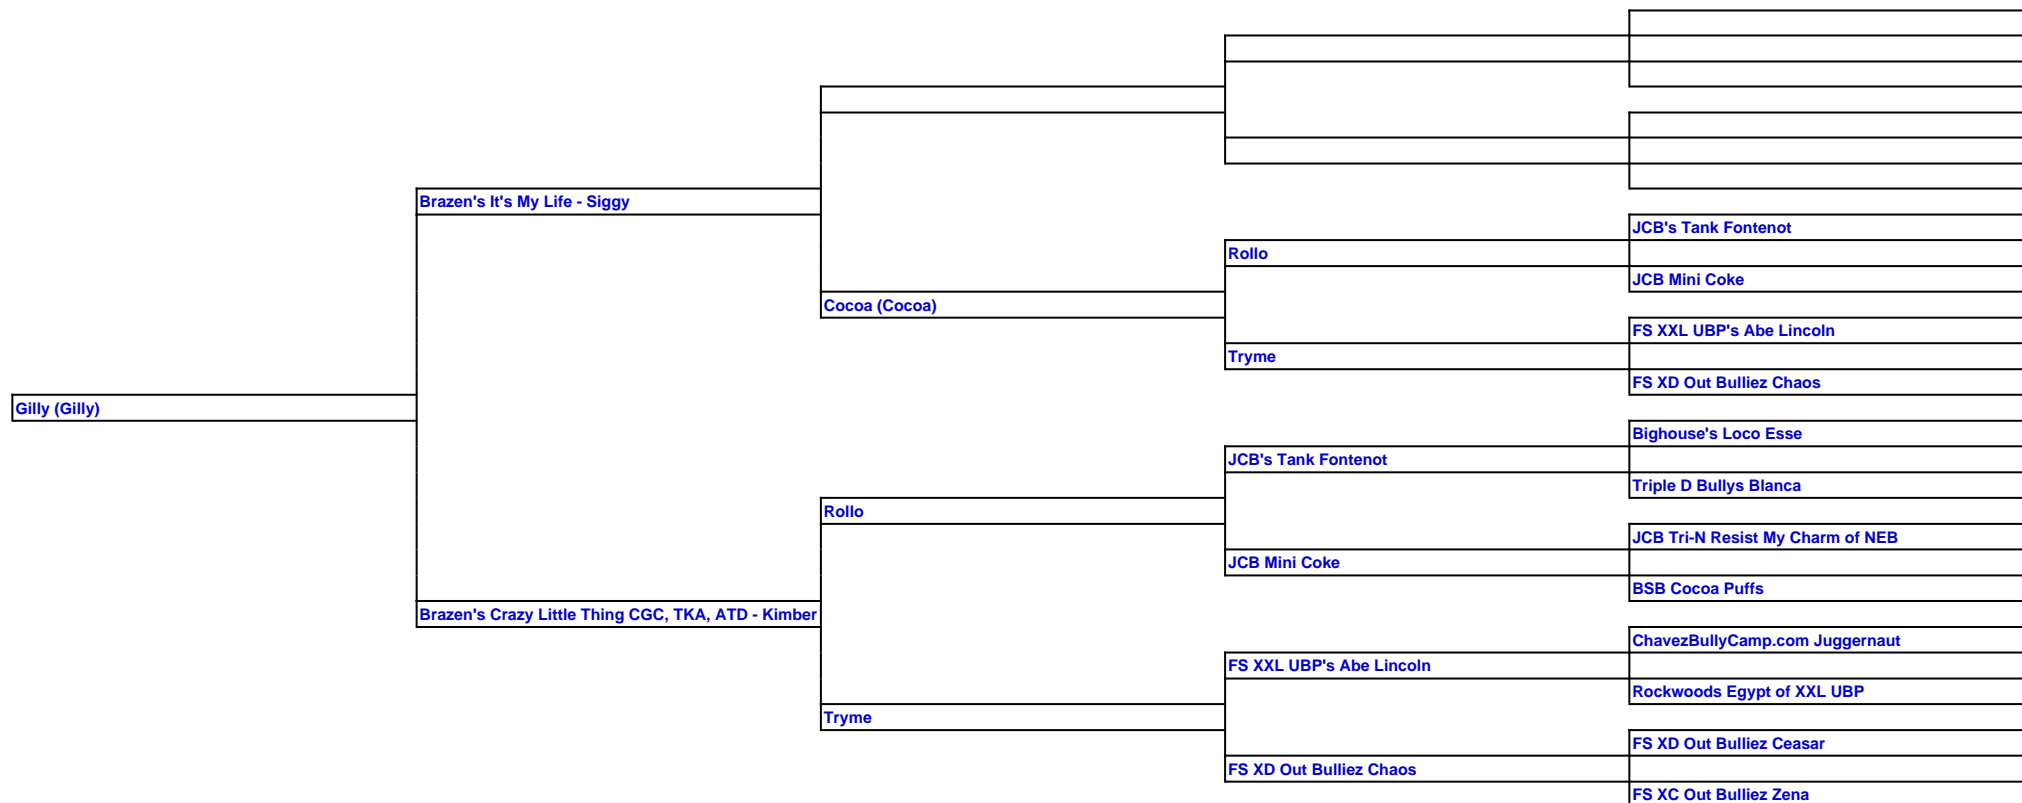 JCB's Tank Fontenot
Brazen's It's My Life - Siggy
Rollo
JCB Mini Coke
Cocoa (Cocoa)
FS XXL UBP's Abe Lincoln
Tryme
FS XD Out Bulliez Chaos
Gilly (Gilly)
Bighouse's Loco Esse
JCB's Tank Fontenot
Triple D Bullys Blanca
Rollo
JCB Tri-N Resist My Charm of NEB
JCB Mini Coke
BSB Cocoa Puffs
Brazen's Crazy Little Thing CGC, TKA, ATD - Kimber
ChavezBullyCamp.com Juggernaut
FS XXL UBP's Abe Lincoln
Rockwoods Egypt of XXL UBP
Tryme
FS XD Out Bulliez Ceasar
FS XD Out Bulliez Chaos
FS XC Out Bulliez Zena